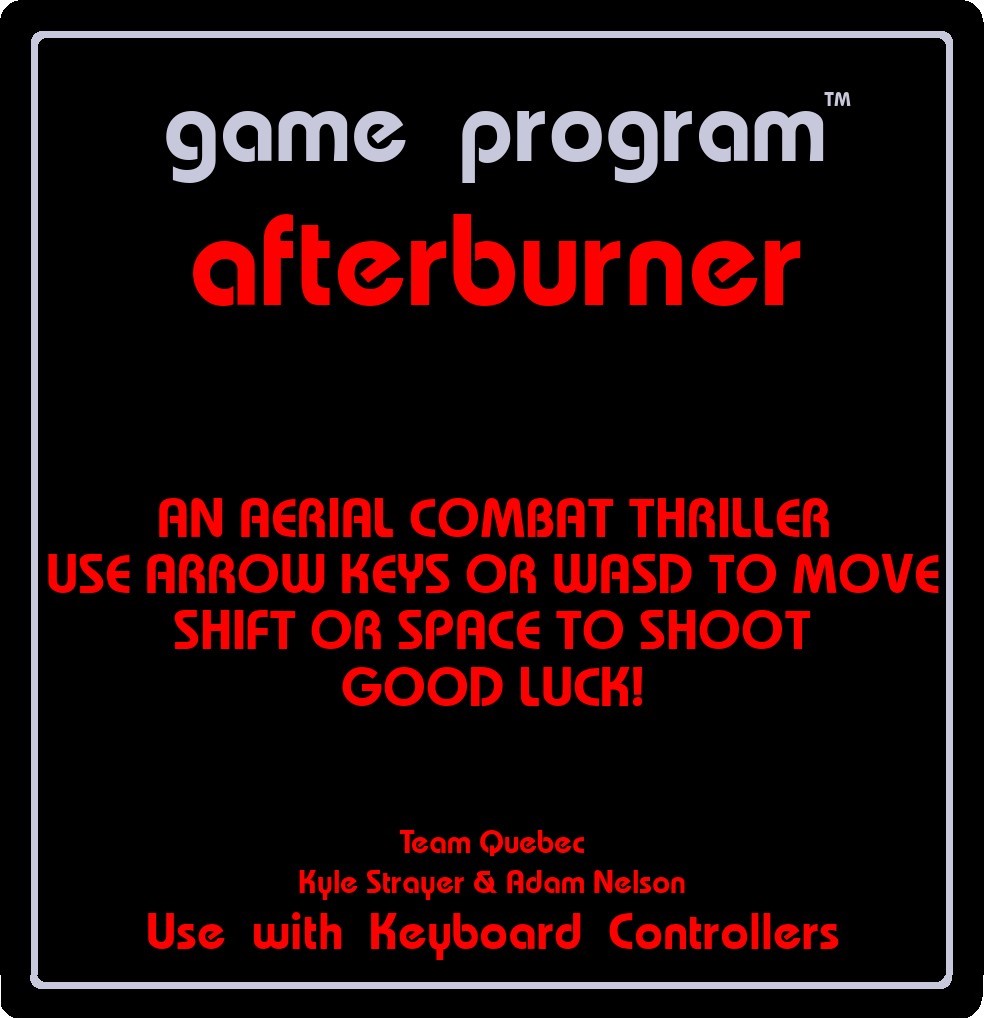 game program™
afterburner
AN AERIAL COMBAT THRILLER
USE ARROW KEYS OR WASD TO MOVE
SHIFT OR SPACE TO SHOOT
GOOD LUCK!
Team Quebec
Kyle Strayer & Adam Nelson
Use with Keyboard Controllers